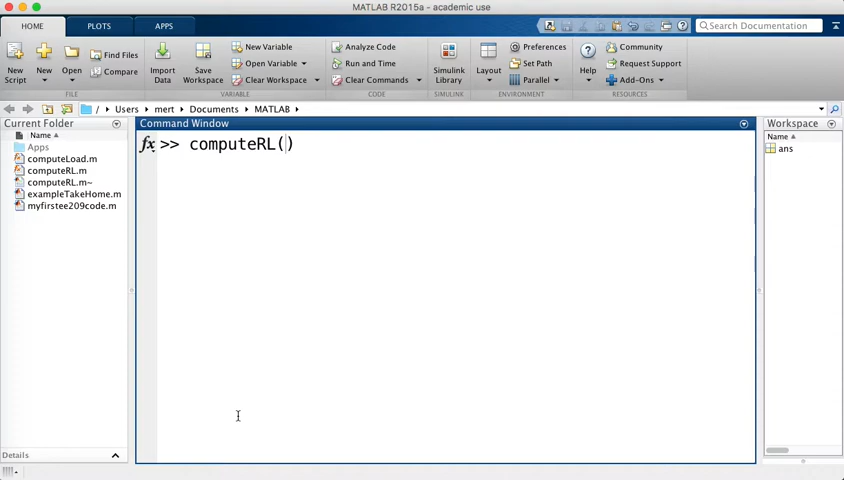 MATLAB R2015a - academic use
HOME PLOTS APPS
Search Documentation
New Script
New
Open
Find Files
Compare
Import Data
Save Workspace
New Variable
Open Variable
Clear Workspace
Analyze Code
Run and Time
Clear Commands
Simulink Library
Layout
Preferences
Set Path
Parallel
Help
Community
Request Support
Add-Ons
FILE VARIABLE CODE SIMULINK ENVIRONMENT RESOURCES
/ Users mert Documents MATLAB
Current Folder
Name
Apps
computeLoad.m
computeRL.m
computeRL.m~
exampleTakeHome.m
myfirstee209code.m
Details
Command Window
fx >> computeRL()
Workspace
Name
ans